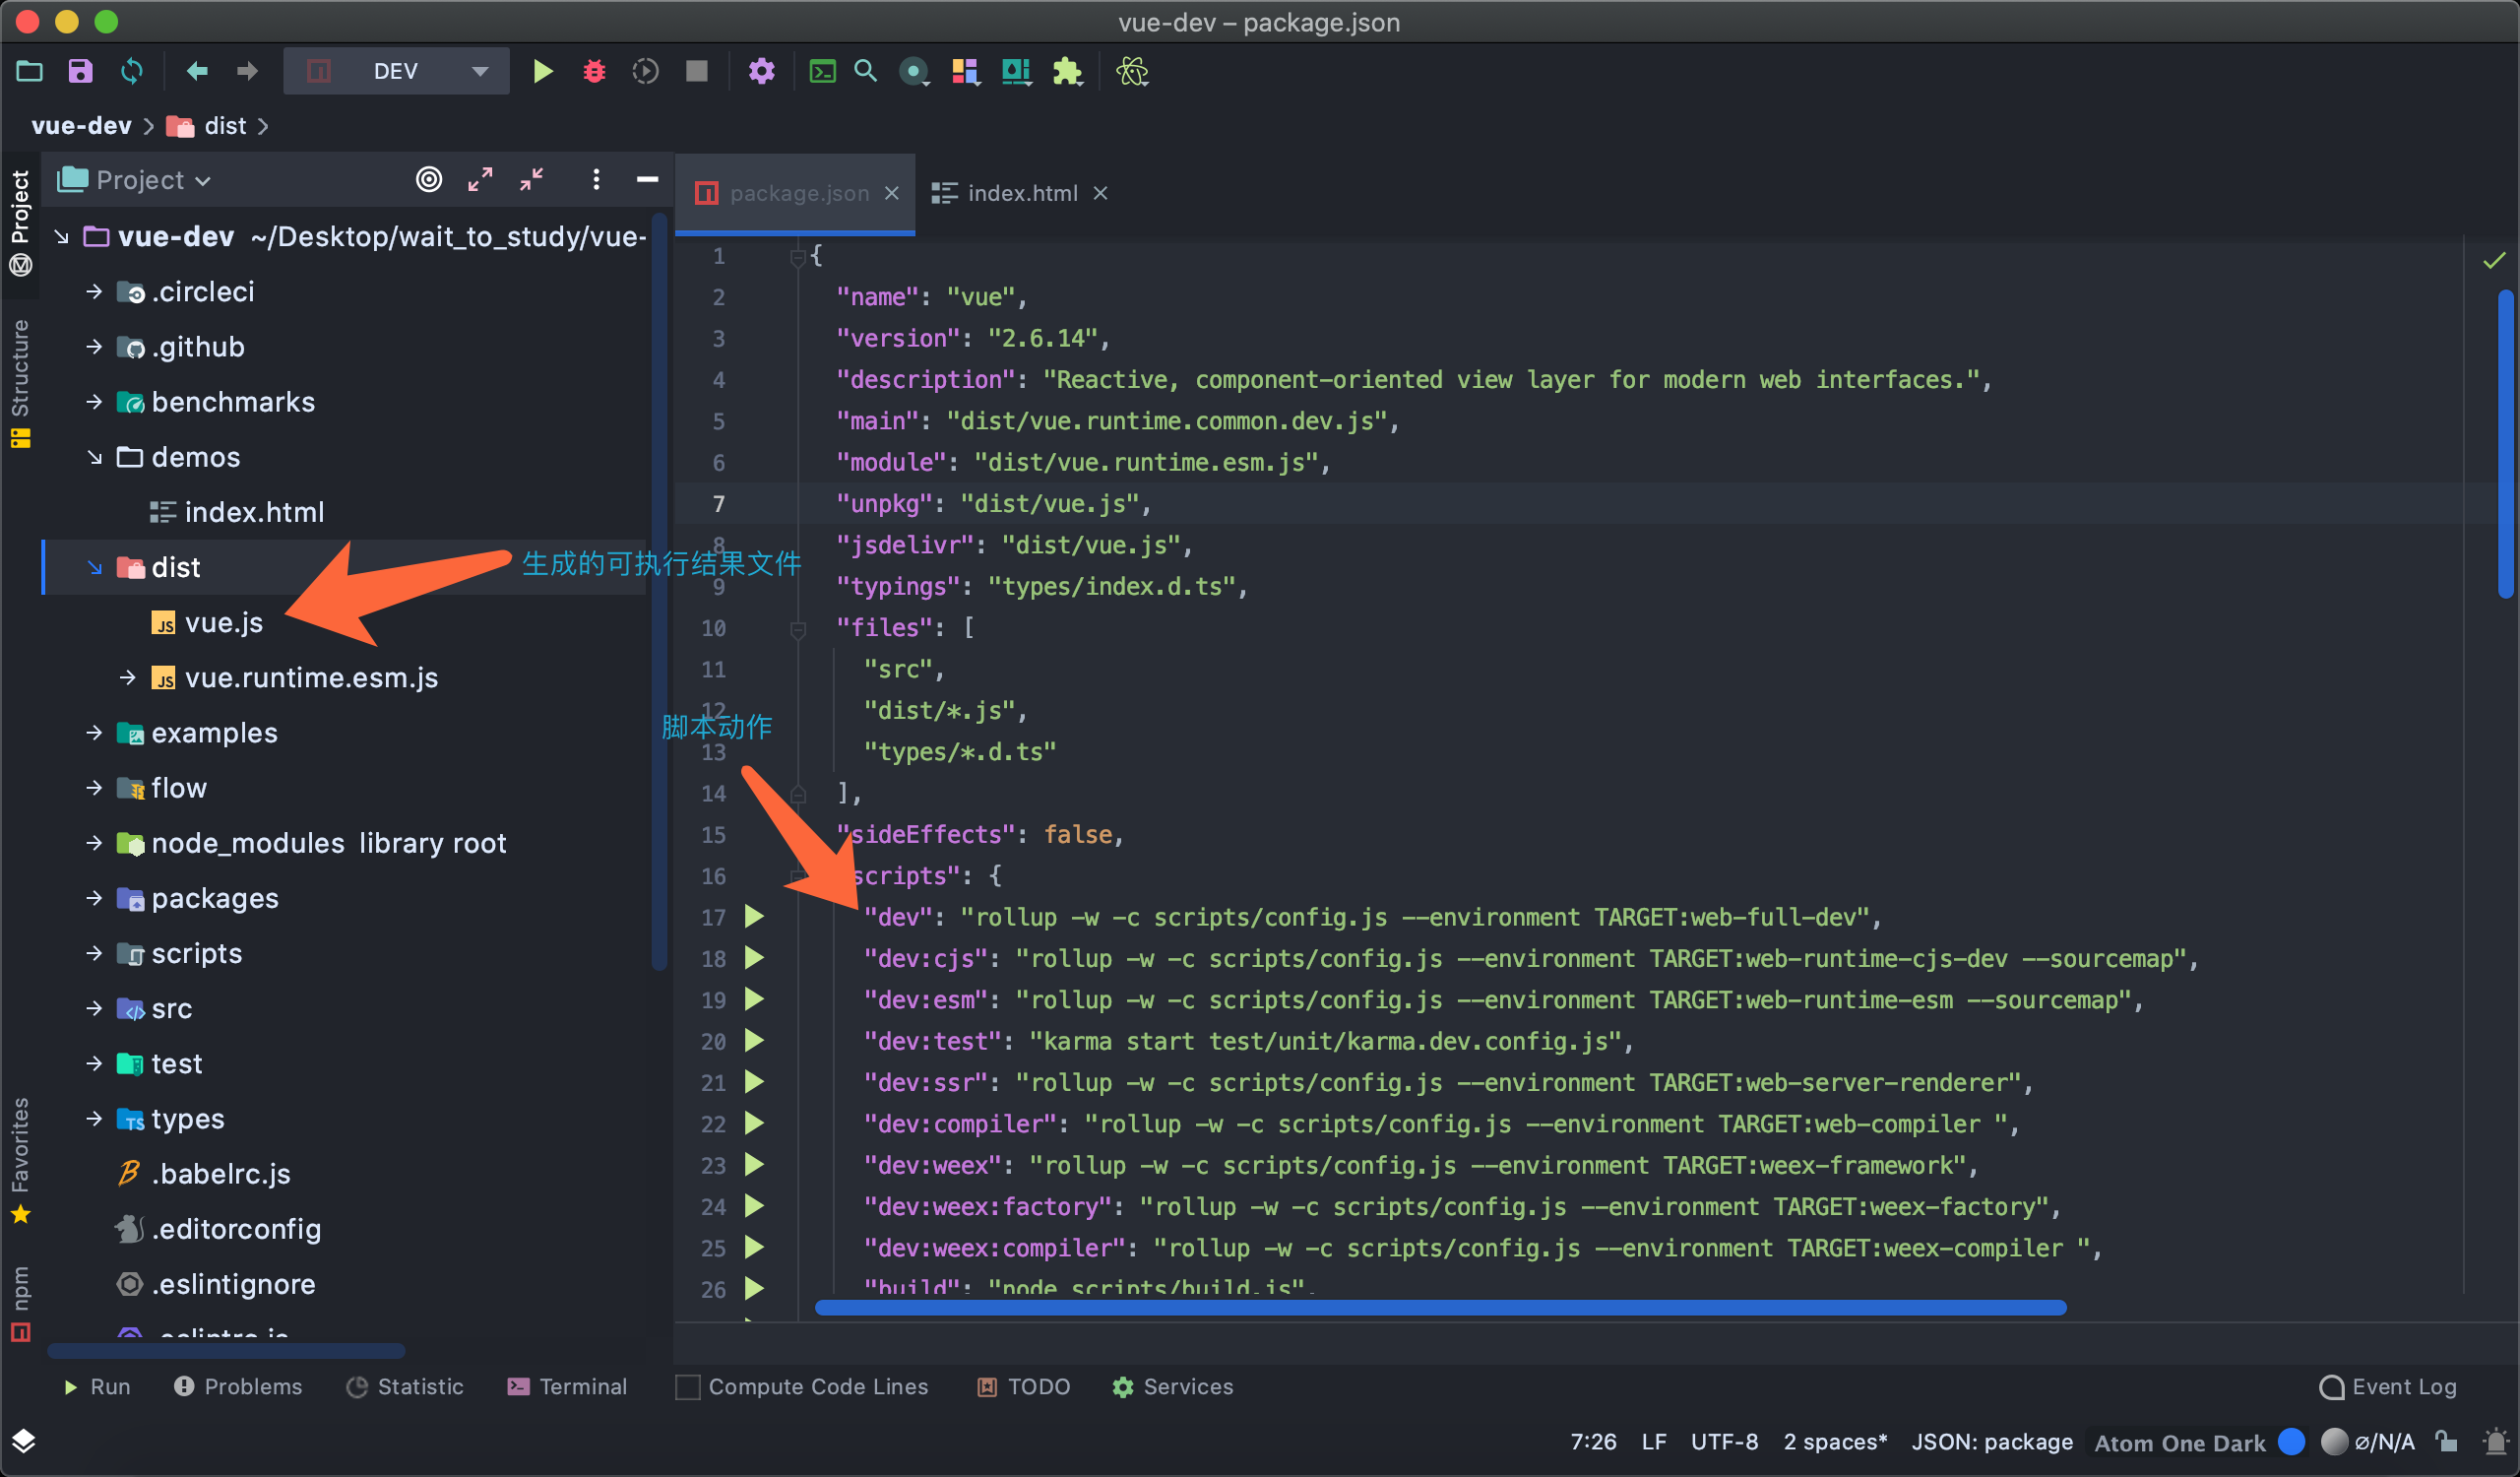 vue-dev – package.json
DEV
vue-dev
dist
Project
package.json
index.html
Project
Structure
Favorites
npm
vue-dev ~/Desktop/wait_to_study/vue-
.circleci
.github
benchmarks
demos
index.html
dist
vue.js
vue.runtime.esm.js
examples
flow
node_modules library root
packages
scripts
src
test
types
.babelrc.js
.editorconfig
.eslintignore
.eslintrc.js
生成的可执行结果文件
脚本动作
1 {
2 "name": "vue",
3 "version": "2.6.14",
4 "description": "Reactive, component-oriented view layer for modern web interfaces.",
5 "main": "dist/vue.runtime.common.dev.js",
6 "module": "dist/vue.runtime.esm.js",
7 "unpkg": "dist/vue.js",
8 "jsdelivr": "dist/vue.js",
9 "typings": "types/index.d.ts",
10 "files": [
11 "src",
12 "dist/*.js",
13 "types/*.d.ts"
14 ],
15 "sideEffects": false,
16 scripts": {
17 "dev": "rollup -w -c scripts/config.js --environment TARGET:web-full-dev",
18 "dev:cjs": "rollup -w -c scripts/config.js --environment TARGET:web-runtime-cjs-dev --sourcemap",
19 "dev:esm": "rollup -w -c scripts/config.js --environment TARGET:web-runtime-esm --sourcemap",
20 "dev:test": "karma start test/unit/karma.dev.config.js",
21 "dev:ssr": "rollup -w -c scripts/config.js --environment TARGET:web-server-renderer",
22 "dev:compiler": "rollup -w -c scripts/config.js --environment TARGET:web-compiler ",
23 "dev:weex": "rollup -w -c scripts/config.js --environment TARGET:weex-framework",
24 "dev:weex:factory": "rollup -w -c scripts/config.js --environment TARGET:weex-factory",
25 "dev:weex:compiler": "rollup -w -c scripts/config.js --environment TARGET:weex-compiler ",
26 "build": "node scripts/build.js",
Run Problems Statistic Terminal Compute Code Lines TODO Services Event Log
7:26 LF UTF-8 2 spaces* JSON: package Atom One Dark ⌀/N/A